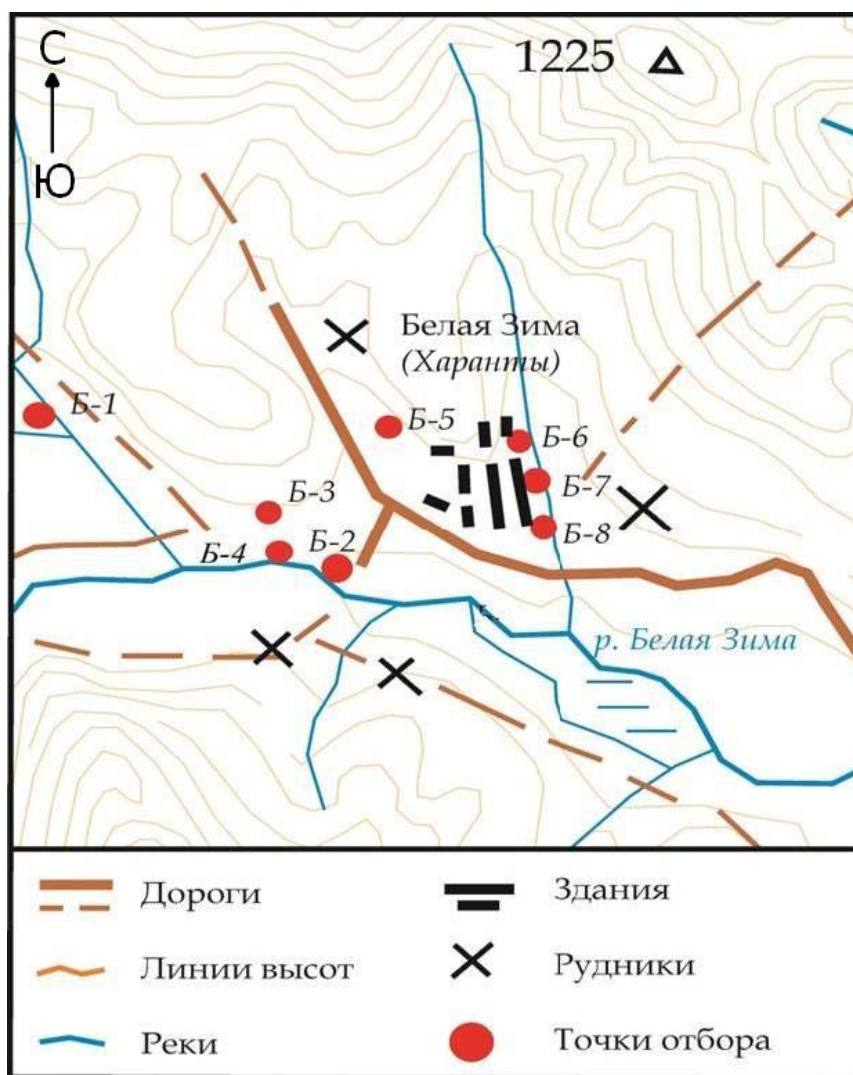 С
1225
Ю
Белая Зима
(Харанты)
Б-1
Б-5
Б-6
Б-7
Б-3
Б-8
Б-4
Б-2
р. Белая Зима
Дороги
Здания
Линии высот
Рудники
Реки
Точки отбора